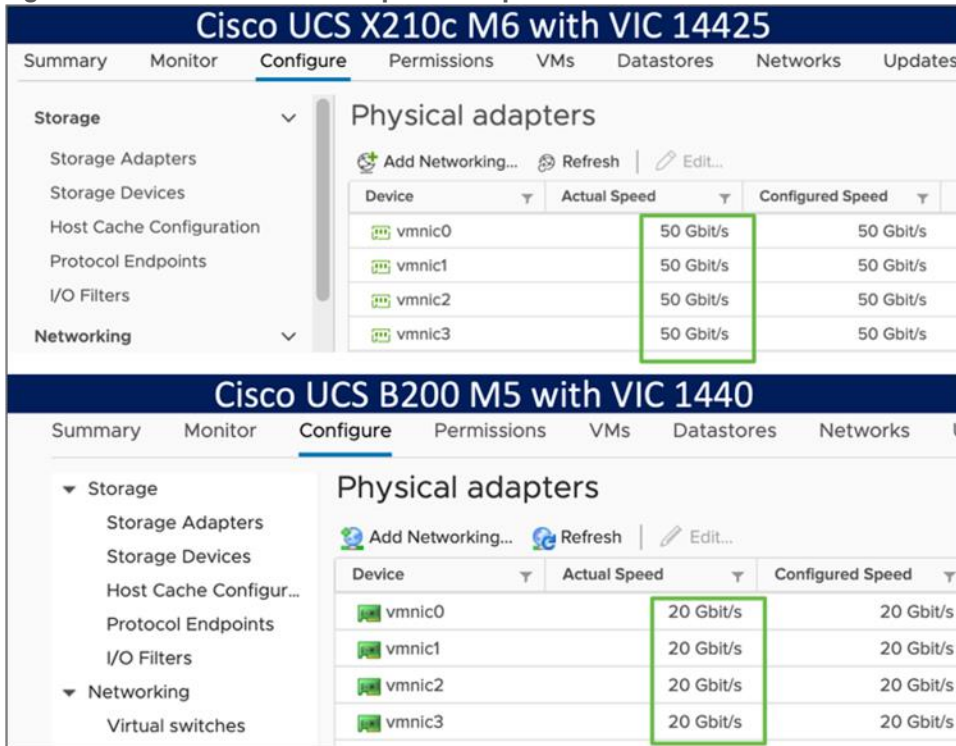 Cisco UCS X210c M6 with VIC 14425
Summary Monitor Configure Permissions VMs Datastores Networks Updates
Storage
Storage Adapters
Storage Devices
Host Cache Configuration
Protocol Endpoints
I/O Filters
Networking
Physical adapters
Add Networking... Refresh Edit...
Device Actual Speed Configured Speed
vmnic0 50 Gbit/s 50 Gbit/s
vmnic1 50 Gbit/s 50 Gbit/s
vmnic2 50 Gbit/s 50 Gbit/s
vmnic3 50 Gbit/s 50 Gbit/s
Cisco UCS B200 M5 with VIC 1440
Summary Monitor Configure Permissions VMs Datastores Networks
Storage
Storage Adapters
Storage Devices
Host Cache Configur...
Protocol Endpoints
I/O Filters
Networking
Virtual switches
Physical adapters
Add Networking... Refresh Edit...
Device Actual Speed Configured Speed
vmnic0 20 Gbit/s 20 Gbit/s
vmnic1 20 Gbit/s 20 Gbit/s
vmnic2 20 Gbit/s 20 Gbit/s
vmnic3 20 Gbit/s 20 Gbit/s